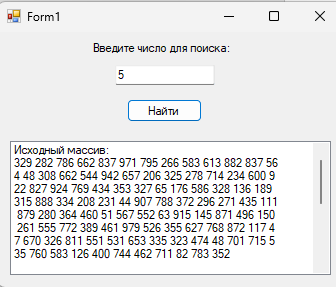 Form1
Введите число для поиска:
5
Найти
Исходный массив:
329 282 786 662 837 971 795 266 583 613 882 837 56
4 48 308 662 544 942 657 206 325 278 714 234 600 9
22 827 924 769 434 353 327 65 176 586 328 136 189
315 888 334 208 231 44 907 788 372 296 271 435 111
879 280 364 460 51 567 552 63 915 145 871 496 150
261 555 772 389 461 979 526 355 627 768 872 117 4
7 670 326 811 551 531 653 335 323 474 48 701 715 5
35 760 583 126 400 744 462 711 82 783 352